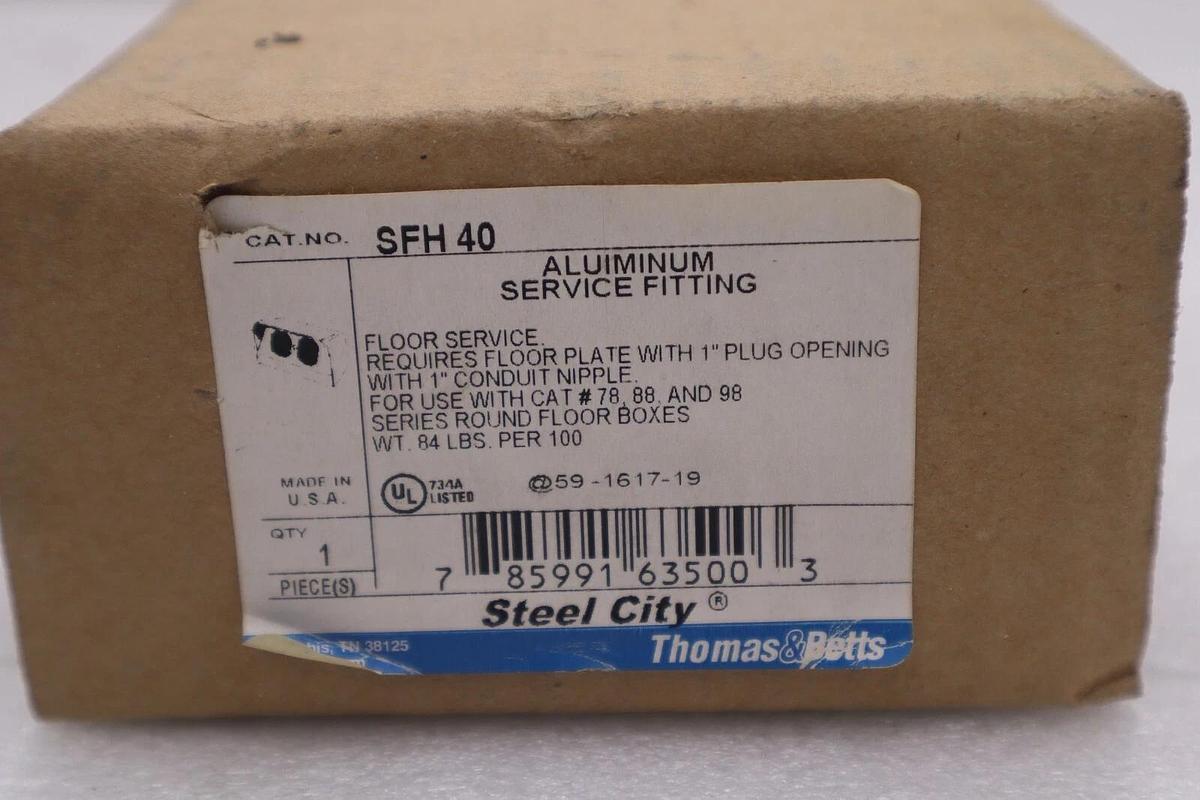 CAT.NO. SFH 40
ALUIMINUM
SERVICE FITTING
FLOOR SERVICE.
REQUIRES FLOOR PLATE WITH 1" PLUG OPENING
WITH 1" CONDUIT NIPPLE.
FOR USE WITH CAT # 78, 88, AND 98
SERIES ROUND FLOOR BOXES
WT. 84 LBS. PER 100
MADE IN
U.S.A.
UL 734A
LISTED
@59-1617-19
QTY
1
PIECE(S)
7 85991 63500 3
Steel City ®
TN 38125
Thomas&Betts